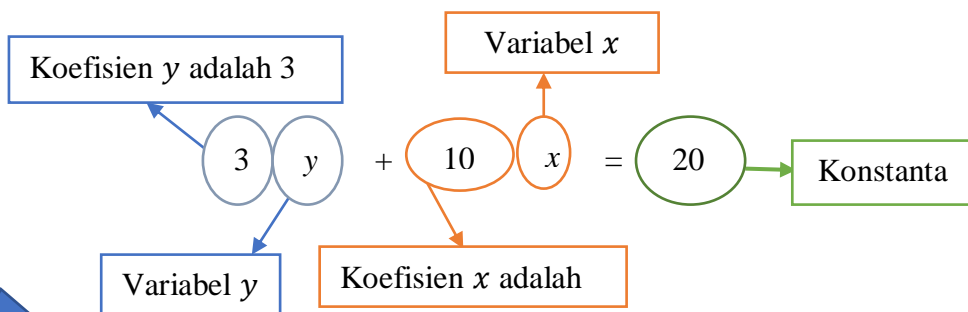 Variabel x
Koefisien y adalah 3
3 y + 10 x = 20
Konstanta
Variabel y
Koefisien x adalah